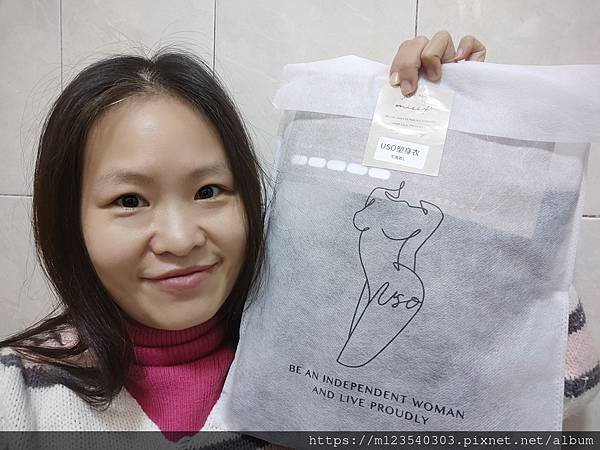 misslf
USO塑身衣
uso
BE AN INDEPENDENT WOMAN
AND LIVE PROUDLY
https://m123540303.pixnet.net/album